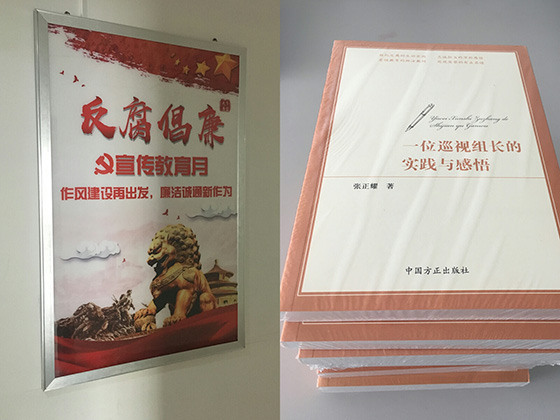 反腐倡廉
宣传教育月
作风建设再出发，廉洁诚通新作为
一位巡视组长的
实践与感悟
张正耀 著
中国方正出版社